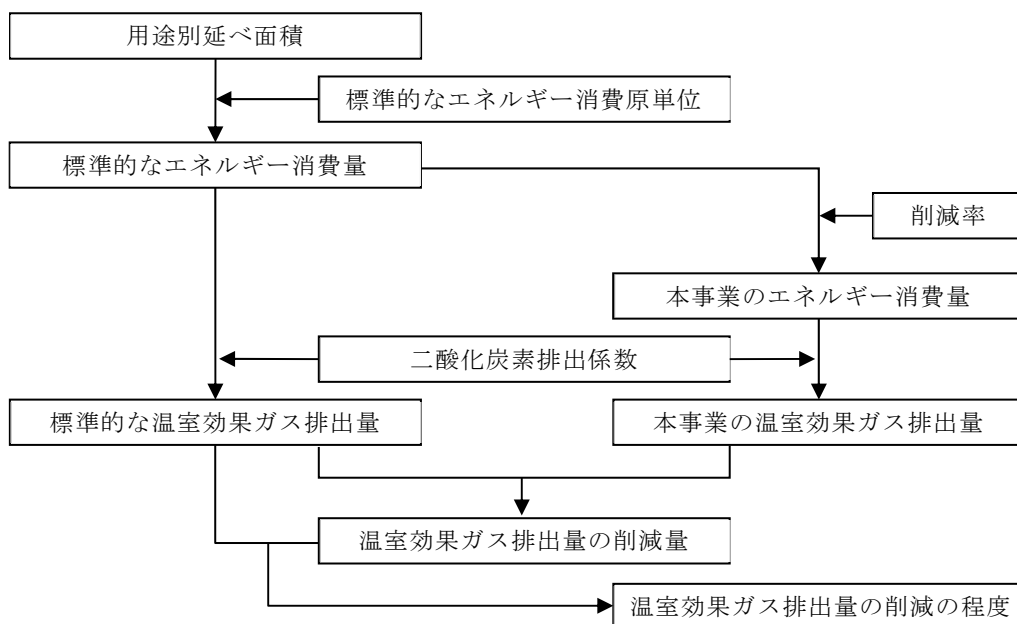 用途別延べ面積
標準的なエネルギー消費原単位
標準的なエネルギー消費量
削減率
本事業のエネルギー消費量
二酸化炭素排出係数
標準的な温室効果ガス排出量
本事業の温室効果ガス排出量
温室効果ガス排出量の削減量
温室効果ガス排出量の削減の程度